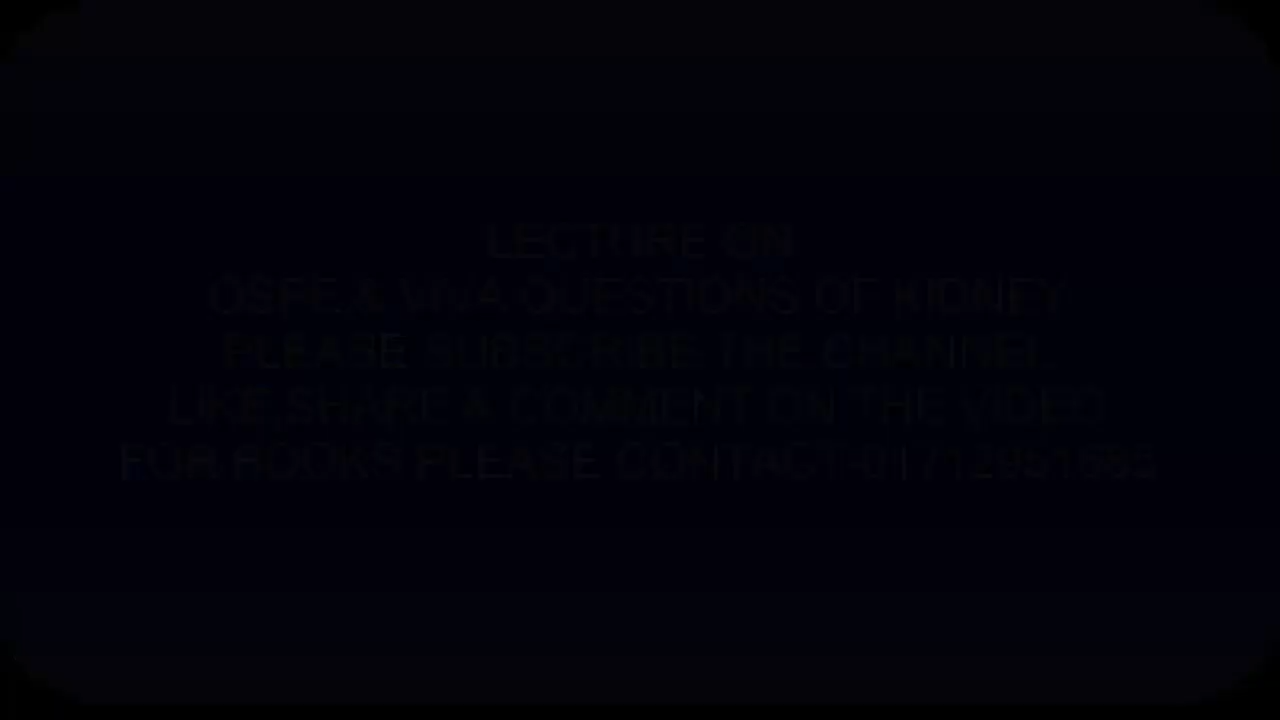 LECTURE ON
OSPE & VIVA QUESTIONS OF KIDNEY
PLEASE SUBSCRIBE THE CHANNEL
LIKE SHARE & COMMENT ON THE VIDEO
FOR BOOKS PLEASE CONTACT